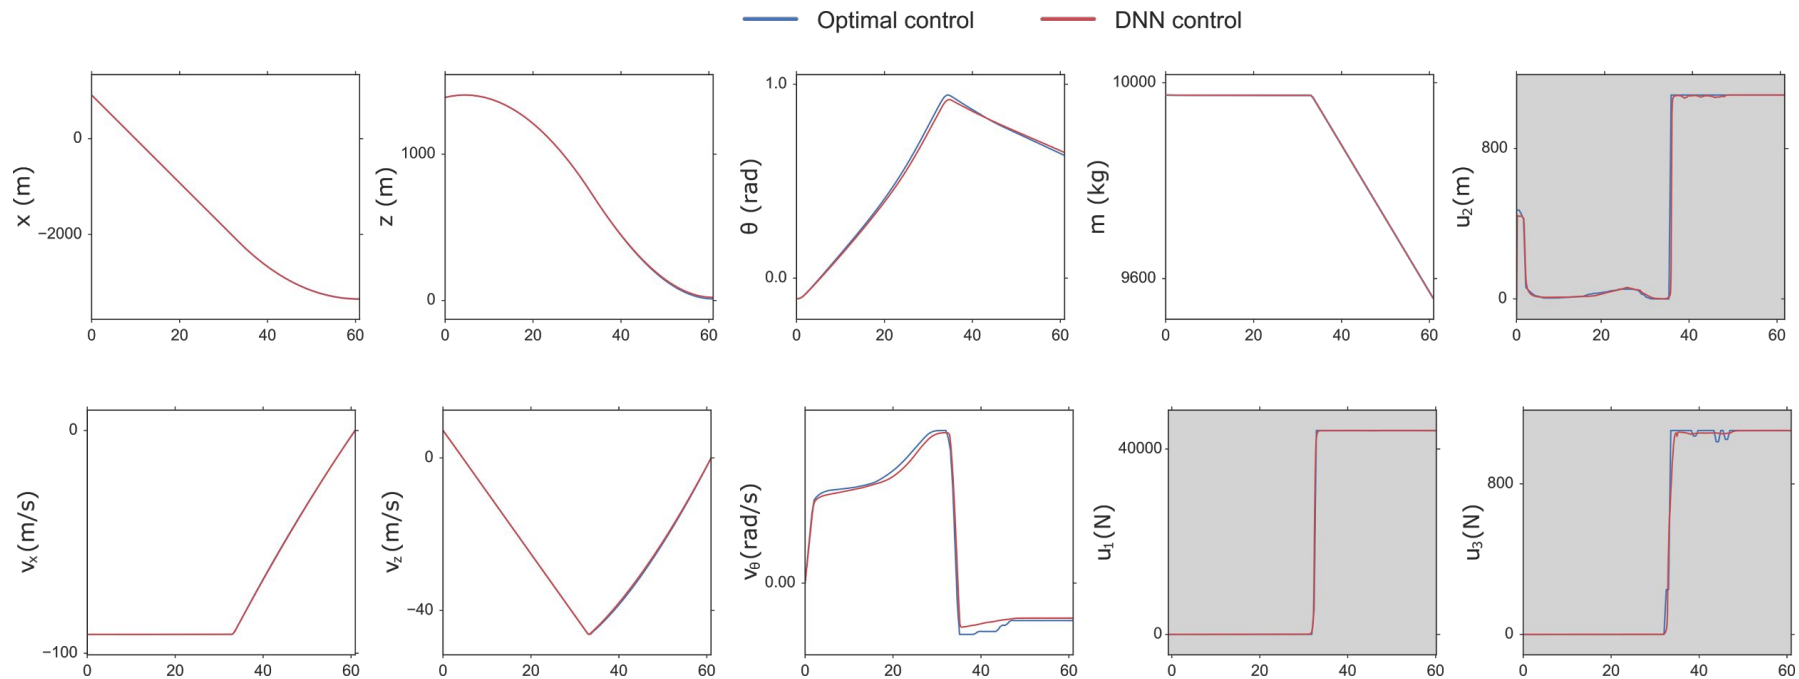 Optimal control DNN control
x (m)
0
−2000
0 20 40 60
z (m)
1000
0
0 20 40 60
θ (rad)
1.0
0.0
0 10 20 30 40 50 60
m (kg)
10000
9600
0 20 40 60
u2(m)
800
0
0 20 40 60
vx(m/s)
0
−100
0 20 40 60
vz(m/s)
0
−40
0 20 40 60
vθ(rad/s)
0.00
0 20 40 60
u1(N)
40000
0
0 20 40 60
u3(N)
800
0
0 20 40 60